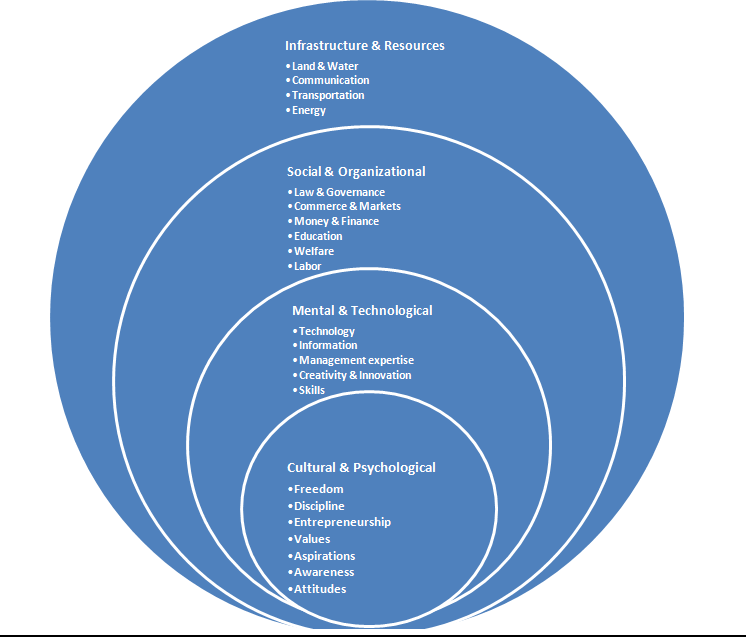 Infrastructure & Resources
•Land & Water
•Communication
•Transportation
•Energy
Social & Organizational
•Law & Governance
•Commerce & Markets
•Money & Finance
•Education
•Welfare
•Labor
Mental & Technological
•Technology
•Information
•Management expertise
•Creativity & Innovation
•Skills
Cultural & Psychological
•Freedom
•Discipline
•Entrepreneurship
•Values
•Aspirations
•Awareness
•Attitudes